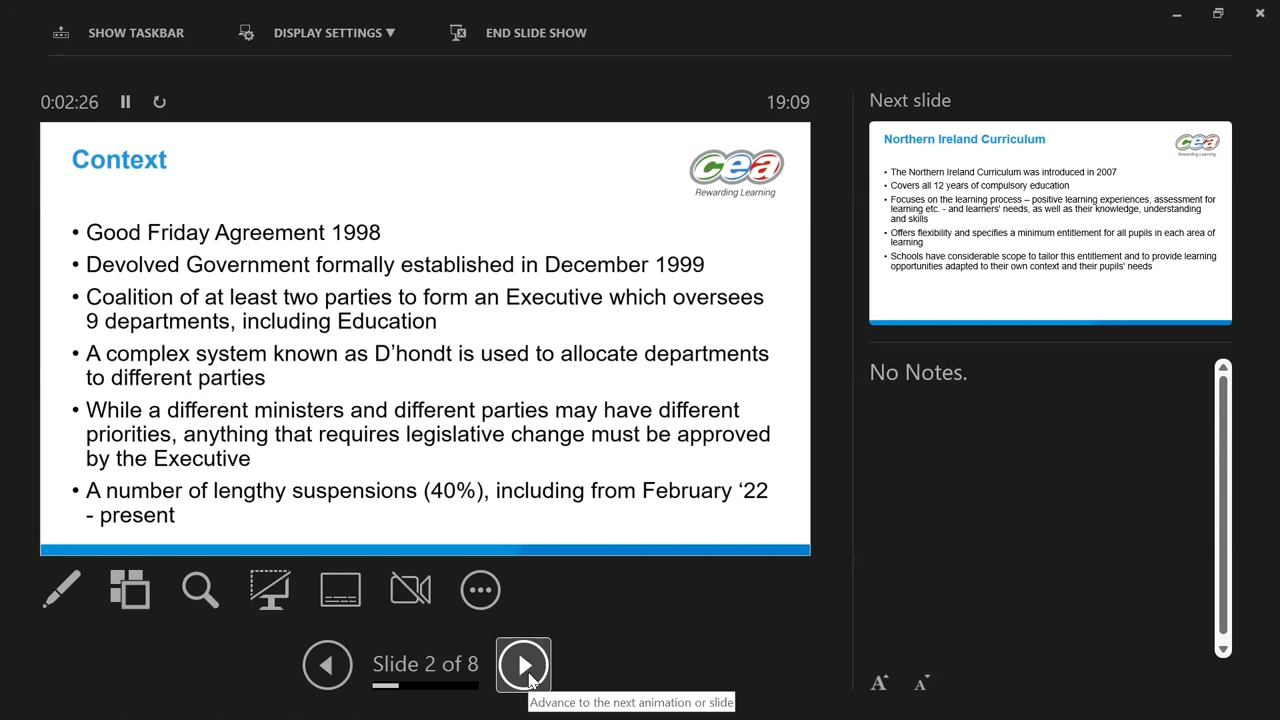 SHOW TASKBAR
DISPLAY SETTINGS ▼
END SLIDE SHOW
0:02:26
19:09
Context
cea
Rewarding Learning
• Good Friday Agreement 1998
• Devolved Government formally established in December 1999
• Coalition of at least two parties to form an Executive which oversees
9 departments, including Education
• A complex system known as D’hondt is used to allocate departments
to different parties
• While a different ministers and different parties may have different
priorities, anything that requires legislative change must be approved
by the Executive
• A number of lengthy suspensions (40%), including from February ‘22
- present
Slide 2 of 8
Advance to the next animation or slide
Next slide
Northern Ireland Curriculum
cea
Rewarding Learning
• The Northern Ireland Curriculum was introduced in 2007
• Covers all 12 years of compulsory education
• Focuses on the learning process – positive learning experiences, assessment for
learning etc. - and learners' needs, as well as their knowledge, understanding
and skills
• Offers flexibility and specifies a minimum entitlement for all pupils in each area of
learning
• Schools have considerable scope to tailor this entitlement and to provide learning
opportunities adapted to their own context and their pupils' needs
No Notes.
A A